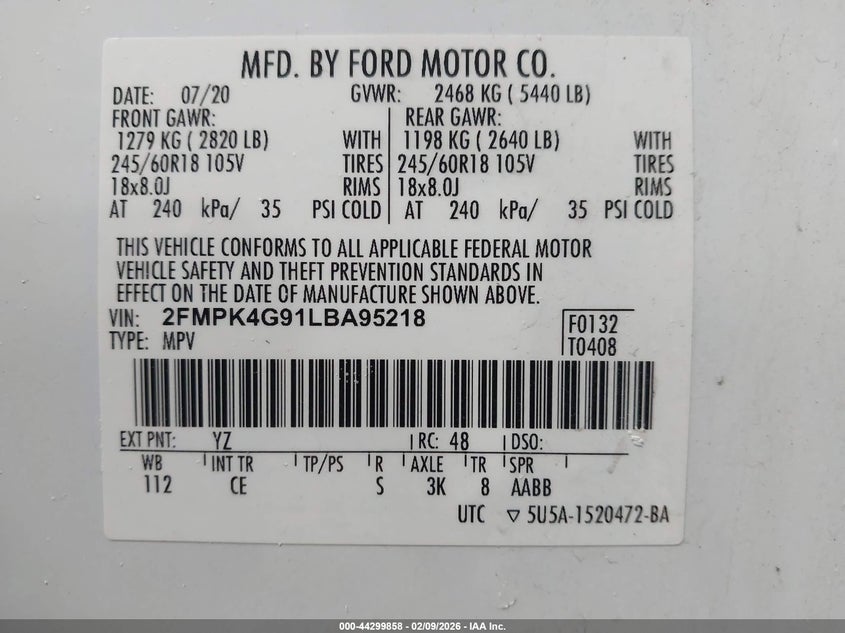 MFD. BY FORD MOTOR CO.
DATE: 07/20 GVWR: 2468 KG ( 5440 LB)
FRONT GAWR: REAR GAWR:
1279 KG ( 2820 LB) WITH 1198 KG ( 2640 LB) WITH
245/60R18 105V TIRES 245/60R18 105V TIRES
18x8.0J RIMS 18x8.0J RIMS
AT 240 kPa/ 35 PSI COLD AT 240 kPa/ 35 PSI COLD
THIS VEHICLE CONFORMS TO ALL APPLICABLE FEDERAL MOTOR
VEHICLE SAFETY AND THEFT PREVENTION STANDARDS IN
EFFECT ON THE DATE OF MANUFACTURE SHOWN ABOVE.
VIN: 2FMPK4G91LBA95218 F0132
TYPE: MPV T0408
EXT PNT: YZ RC: 48 DSO:
WB INT TR TP/PS R AXLE TR SPR
112 CE S 3K 8 AABB
UTC ▽ 5U5A-1520472-BA
000-44299858 - 02/09/2026 - IAA Inc.